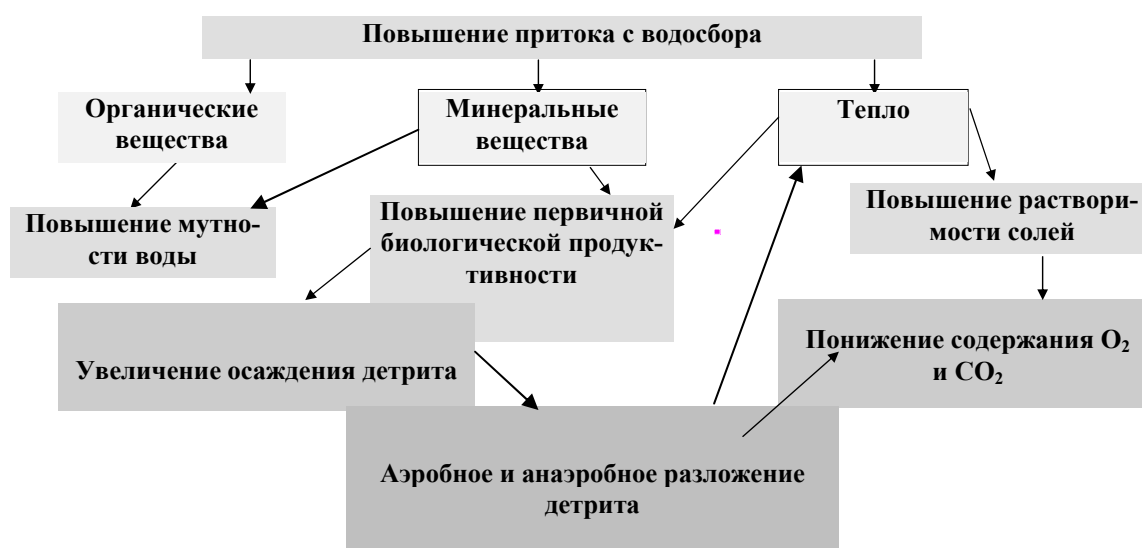 Повышение притока с водосбора
Органические
вещества
Минеральные
вещества
Тепло
Повышение мутно-
сти воды
Повышение первичной
биологической продук-
тивности
Повышение раствори-
мости солей
Увеличение осаждения детрита
Понижение содержания O₂
и CO₂
Аэробное и анаэробное разложение
детрита